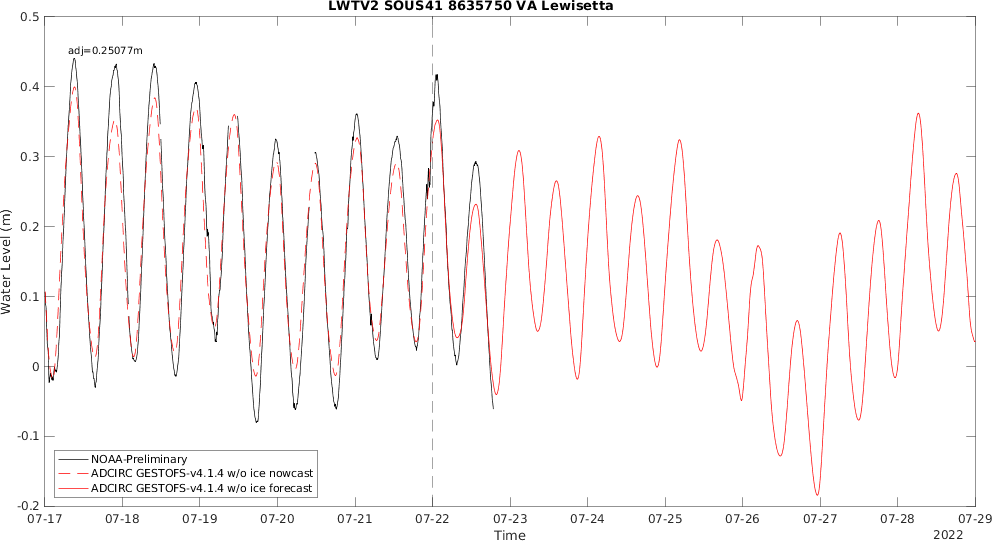 LWTV2 SOUS41 8635750 VA Lewisetta
adj=0.25077m
Water Level (m)
0.5
0.4
0.3
0.2
0.1
0
-0.1
-0.2
NOAA-Preliminary
ADCIRC GESTOFS-v4.1.4 w/o ice nowcast
ADCIRC GESTOFS-v4.1.4 w/o ice forecast
07-17 07-18 07-19 07-20 07-21 07-22 07-23 07-24 07-25 07-26 07-27 07-28 07-29
Time
2022